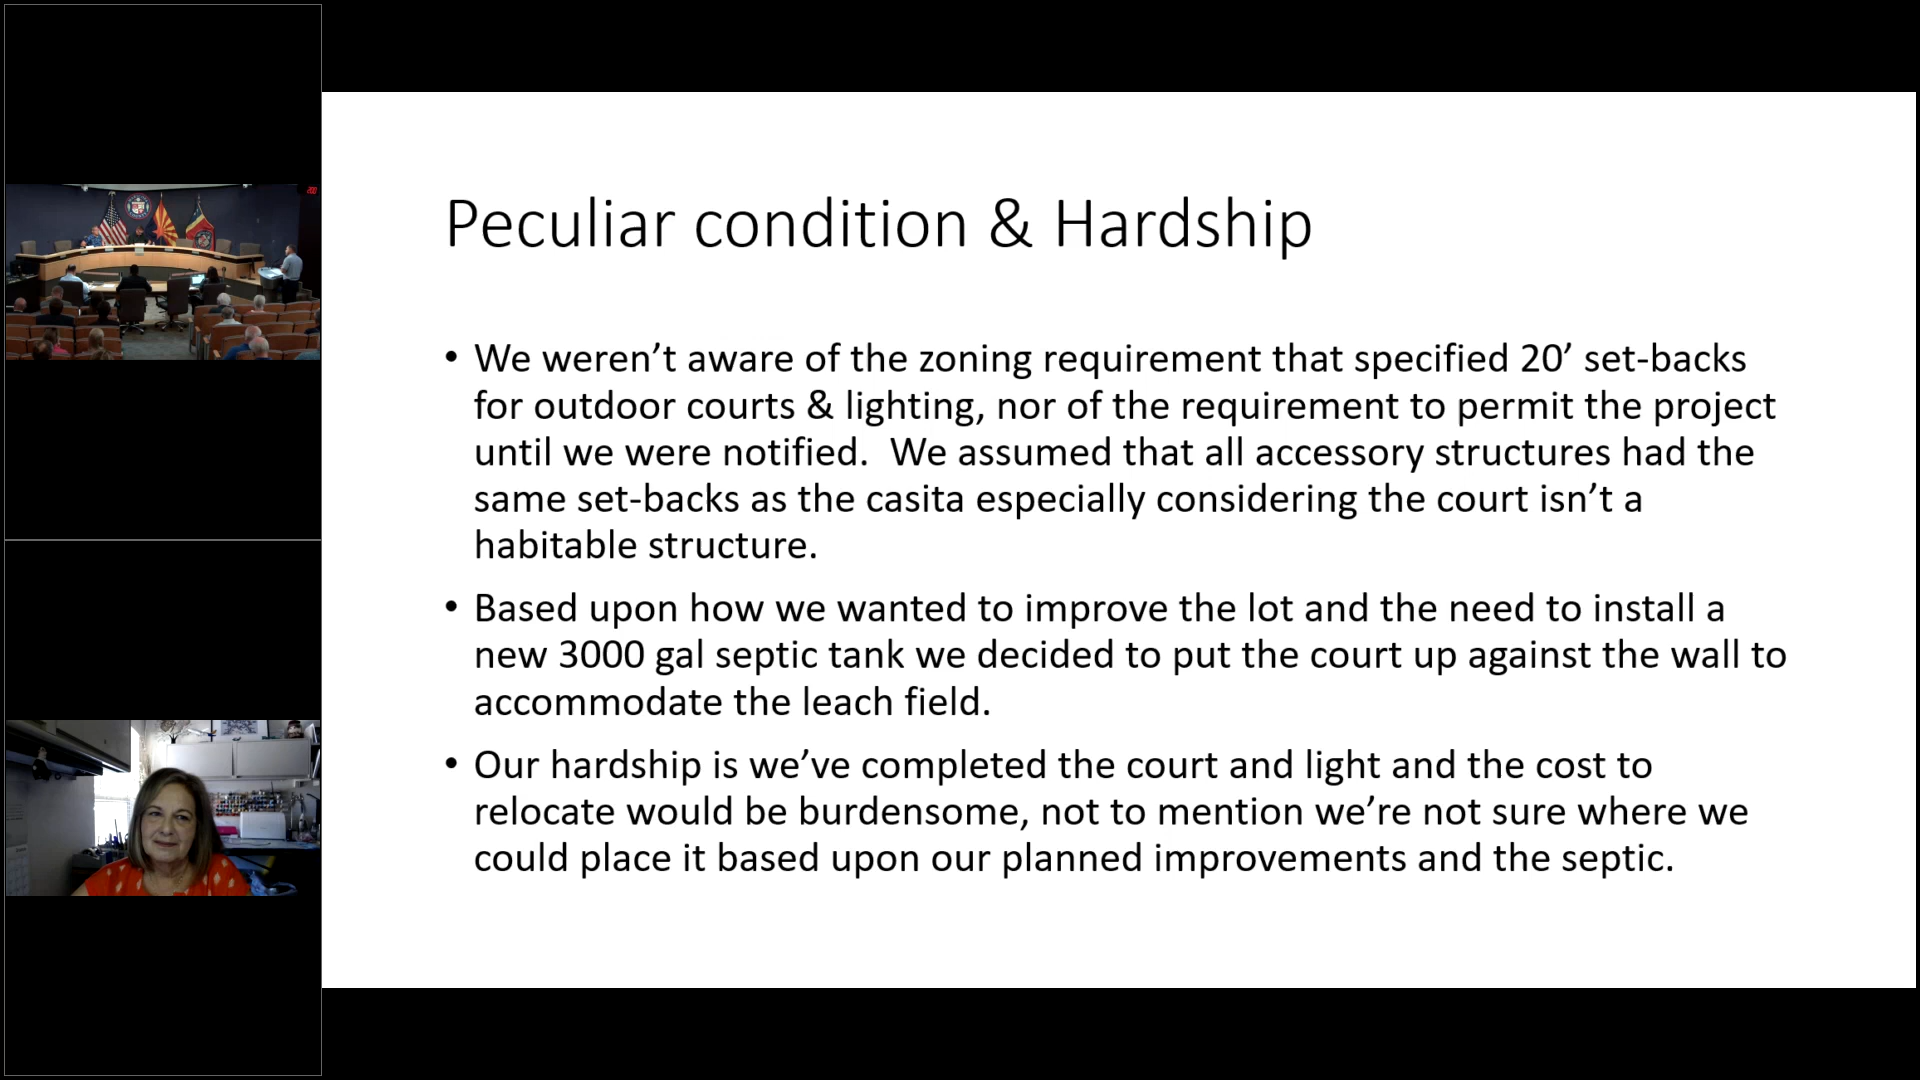 Peculiar condition & Hardship
• We weren’t aware of the zoning requirement that specified 20’ set-backs
for outdoor courts & lighting, nor of the requirement to permit the project
until we were notified.  We assumed that all accessory structures had the
same set-backs as the casita especially considering the court isn’t a
habitable structure.
• Based upon how we wanted to improve the lot and the need to install a
new 3000 gal septic tank we decided to put the court up against the wall to
accommodate the leach field.
• Our hardship is we’ve completed the court and light and the cost to
relocate would be burdensome, not to mention we’re not sure where we
could place it based upon our planned improvements and the septic.